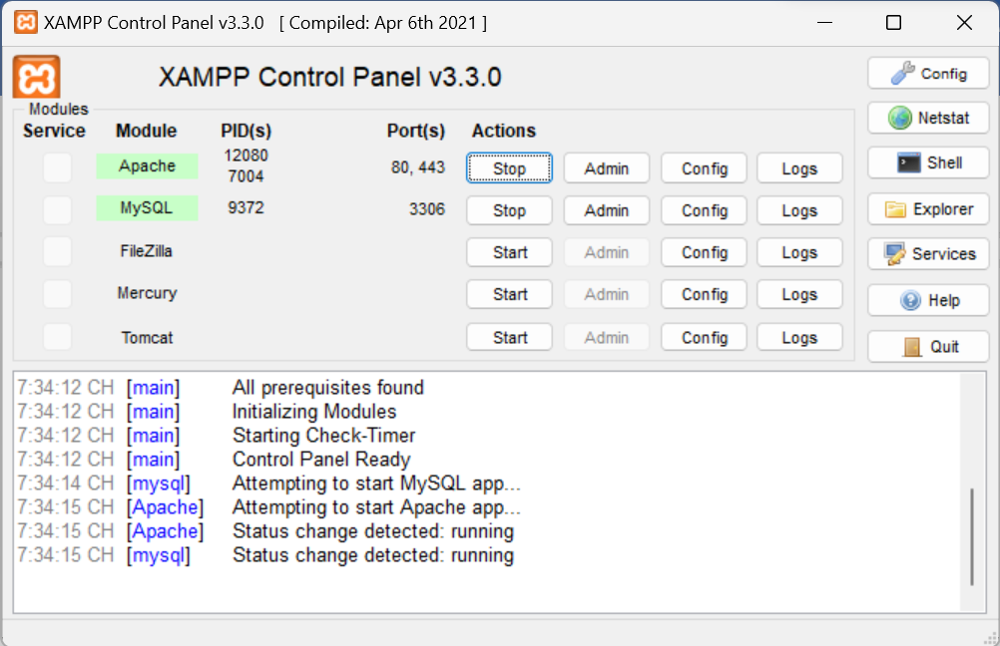 XAMPP Control Panel v3.3.0 [ Compiled: Apr 6th 2021 ]
XAMPP Control Panel v3.3.0
Config
Modules
Service Module PID(s) Port(s) Actions
Netstat
Apache 12080 7004 80, 443 Stop Admin Config Logs
Shell
MySQL 9372 3306 Stop Admin Config Logs
Explorer
FileZilla Start Admin Config Logs
Services
Mercury Start Admin Config Logs
Help
Tomcat Start Admin Config Logs
Quit
7:34:12 CH [main] All prerequisites found
7:34:12 CH [main] Initializing Modules
7:34:12 CH [main] Starting Check-Timer
7:34:12 CH [main] Control Panel Ready
7:34:14 CH [mysql] Attempting to start MySQL app...
7:34:15 CH [Apache] Attempting to start Apache app...
7:34:15 CH [Apache] Status change detected: running
7:34:15 CH [mysql] Status change detected: running